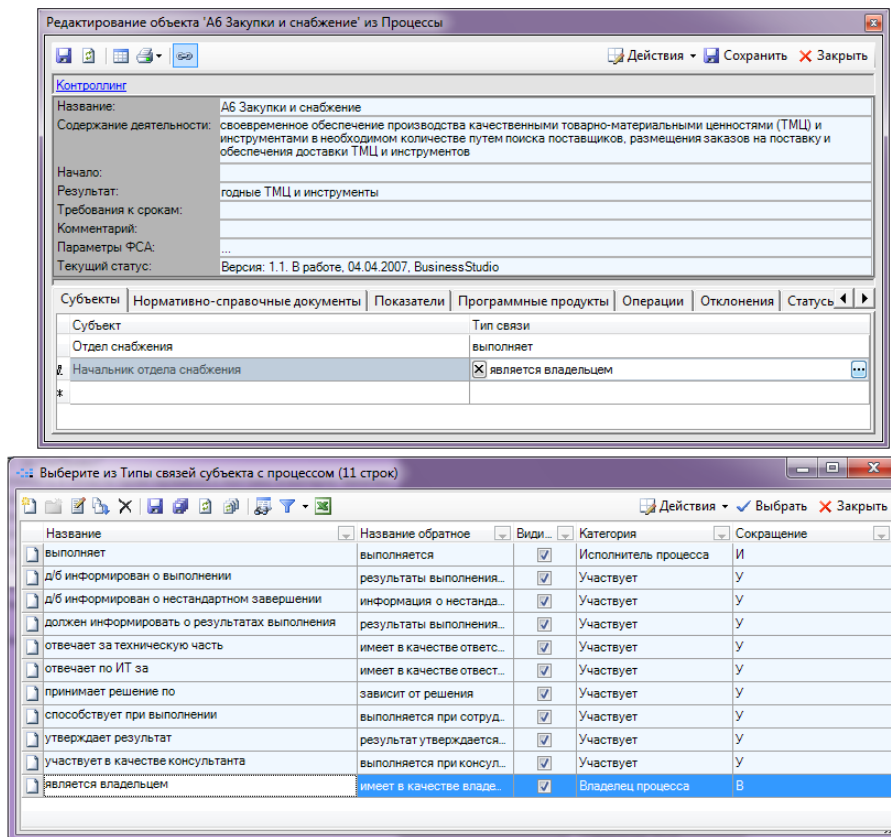 Редактирование объекта 'А6 Закупки и снабжение' из Процессы
Действия Сохранить Закрыть
Контроллинг
Название: А6 Закупки и снабжение
Содержание деятельности: своевременное обеспечение производства качественными товарно-материальными ценностями (ТМЦ) и
инструментами в необходимом количестве путем поиска поставщиков, размещения заказов на поставку и
обеспечения доставки ТМЦ и инструментов
Начало:
Результат: годные ТМЦ и инструменты
Требования к срокам:
Комментарий:
Параметры ФСА: ...
Текущий статус: Версия: 1.1. В работе, 04.04.2007, BusinessStudio
Субъекты Нормативно-справочные документы Показатели Программные продукты Операции Отклонения Статусь
Субъект Тип связи
Отдел снабжения выполняет
Начальник отдела снабжения является владельцем ...
*
Выберите из Типы связей субъекта с процессом (11 строк)
Действия Выбрать Закрыть
Название Название обратное Види... Категория Сокращение
выполняет выполняется Исполнитель процесса И
д/б информирован о выполнении результаты выполнения... Участвует У
д/б информирован о нестандартном завершении информация о нестанда... Участвует У
должен информировать о результатах выполнения результаты выполнения... Участвует У
отвечает за техническую часть имеет в качестве ответс... Участвует У
отвечает по ИТ за имеет в качестве отвест... Участвует У
принимает решение по зависит от решения Участвует У
способствует при выполнении выполняется при сотруд... Участвует У
утверждает результат результат утверждается... Участвует У
участвует в качестве консультанта выполняется при консул... Участвует У
является владельцем имеет в качестве владе... Владелец процесса В